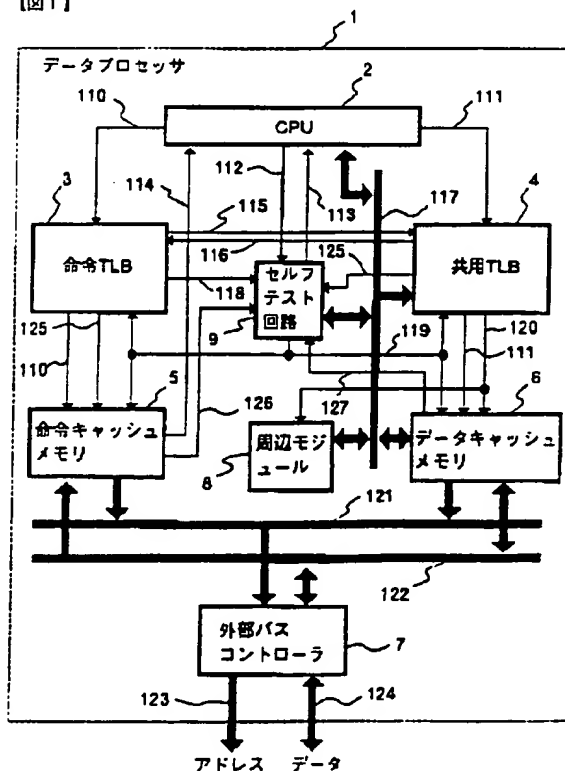 【図1】
1
データプロセッサ
2
110
CPU
111
112
113
114
117
3
115
4
116
命令TLB
118
セルフ
テスト
回路
9
125
共用TLB
125
119
120
110
111
5
126
127
6
命令キャッシュ
メモリ
周辺モジ
ュール
8
データキャッシュ
メモリ
121
122
外部バス
コントローラ
7
123
124
アドレス データ